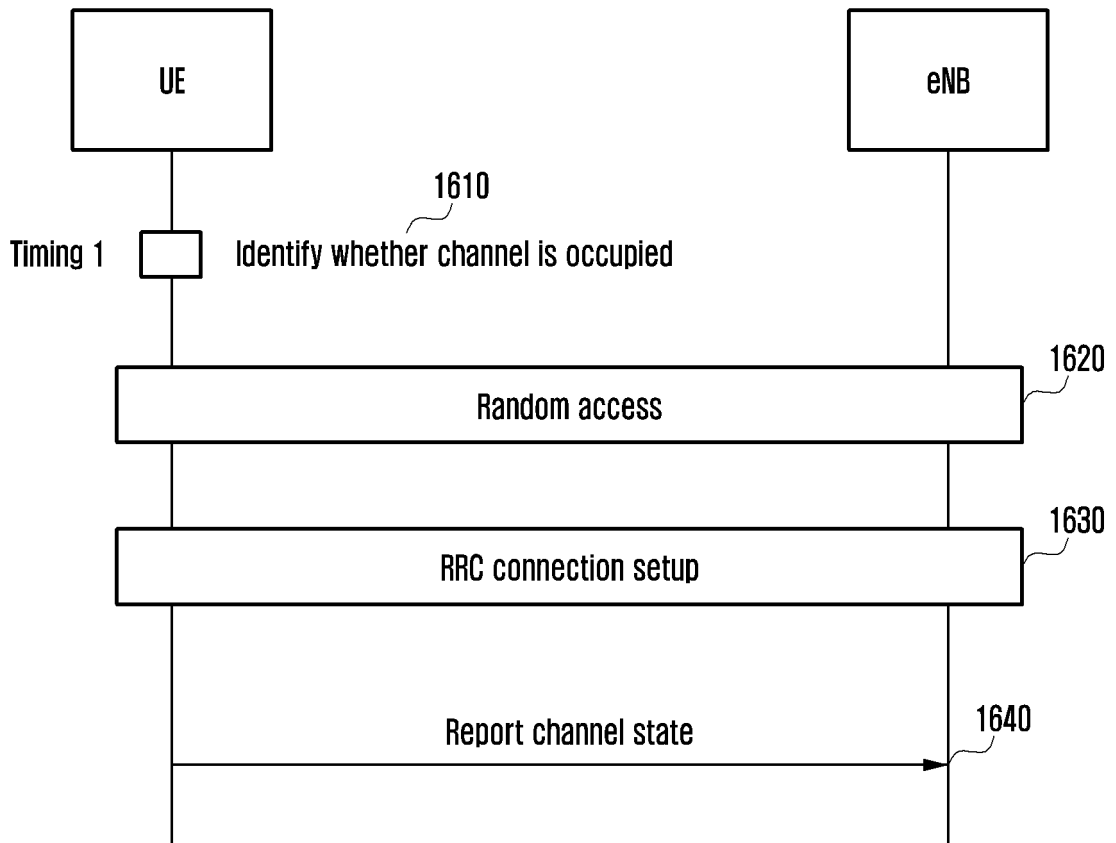 UE
eNB
1610
Timing 1
Identify whether channel is occupied
1620
Random access
1630
RRC connection setup
1640
Report channel state